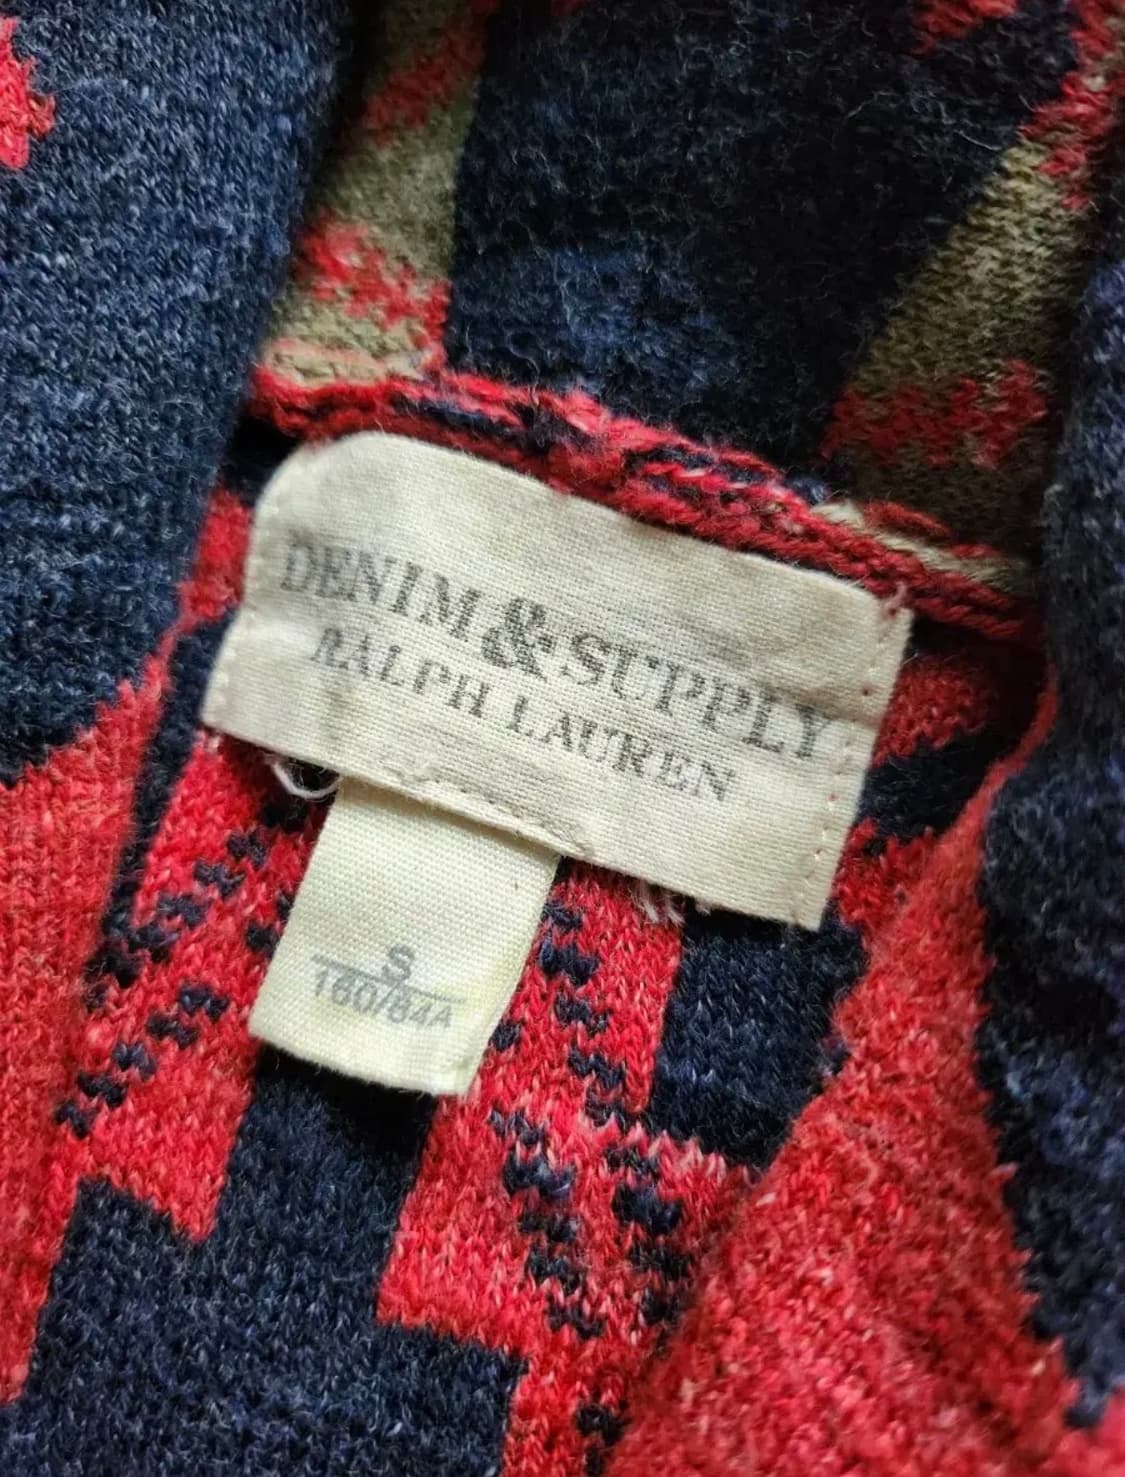 DENIM & SUPPLY
RALPH LAUREN
S
160/84A